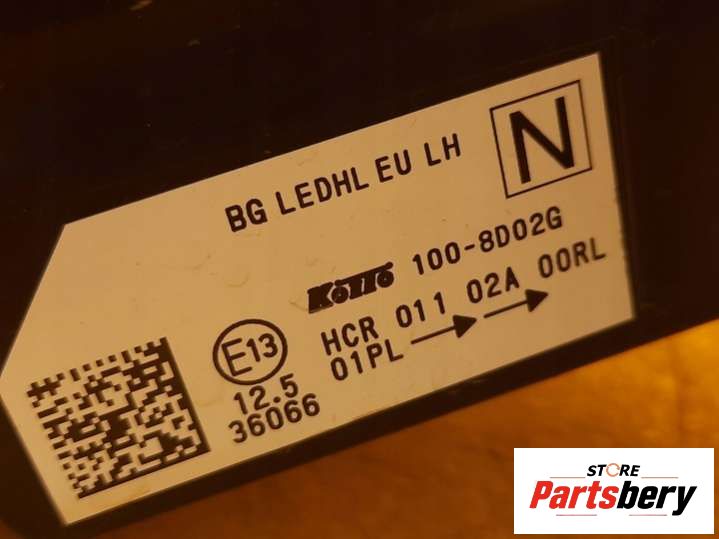 BG LEDHL EU LH
N
KOITO 100-8D02G
E13
HCR 011 02A 00RL
01PL
12.5
36066
STORE
Partsbery